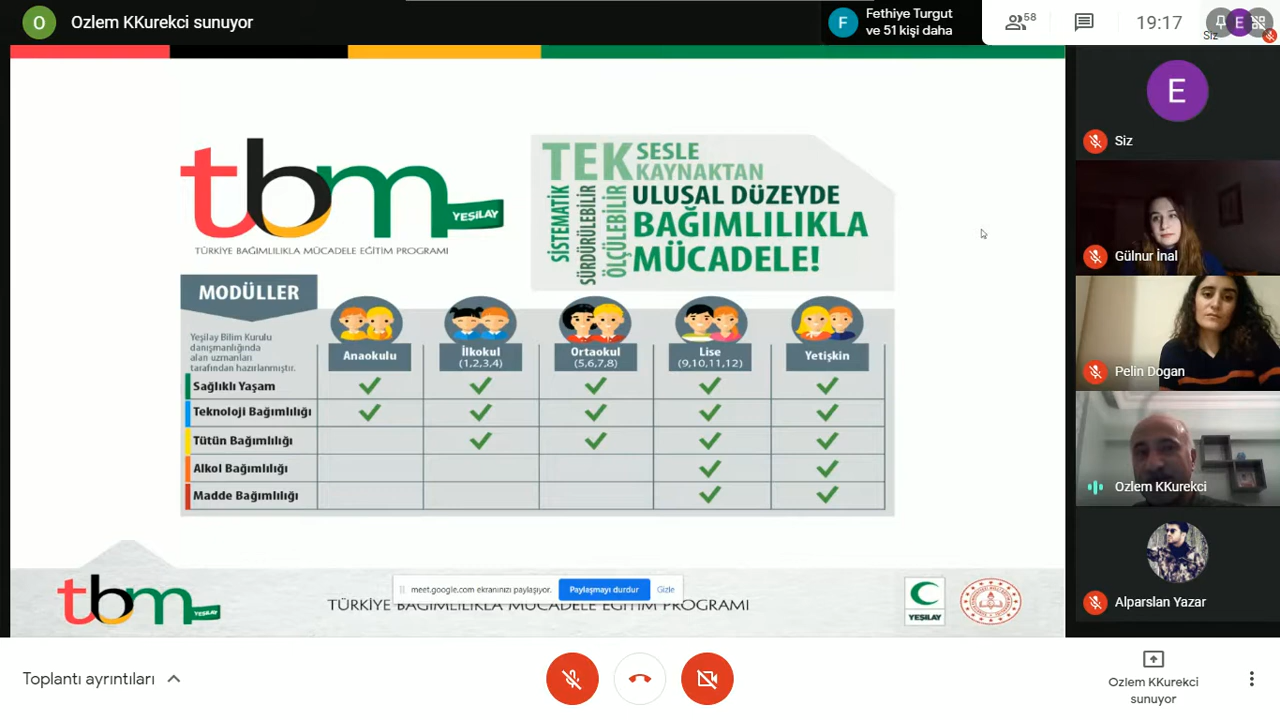 O
Ozlem KKurekci sunuyor
F
Fethiye Turgut
ve 51 kişi daha
58
19:17
E
Siz
tbm
YEŞİLAY
TÜRKİYE BAĞIMLILIKLA MÜCADELE EĞİTİM PROGRAMI
TEK SESLE
KAYNAKTAN
SİSTEMATİK
SÜRDÜRÜLEBİLİR
ÖLÇÜLEBİLİR
ULUSAL DÜZEYDE
BAĞIMLILIKLA
MÜCADELE!
MODÜLLER
Yeşilay Bilim Kurulu
danışmanlığında
alan uzmanları
tarafından hazırlanmıştır.
Anaokulu
İlkokul
(1,2,3,4)
Ortaokul
(5,6,7,8)
Lise
(9,10,11,12)
Yetişkin
Sağlıklı Yaşam
Teknoloji Bağımlılığı
Tütün Bağımlılığı
Alkol Bağımlılığı
Madde Bağımlılığı
tbm
YEŞİLAY
meet.google.com ekranınızı paylaşıyor.
Paylaşmayı durdur
Gizle
TÜRKİYE BAĞIMLILIKLA MÜCADELE EĞİTİM PROGRAMI
YEŞİLAY
E
Siz
Gülnur İnal
Pelin Dogan
Ozlem KKurekci
Alparslan Yazar
Toplantı ayrıntıları
Ozlem KKurekci
sunuyor